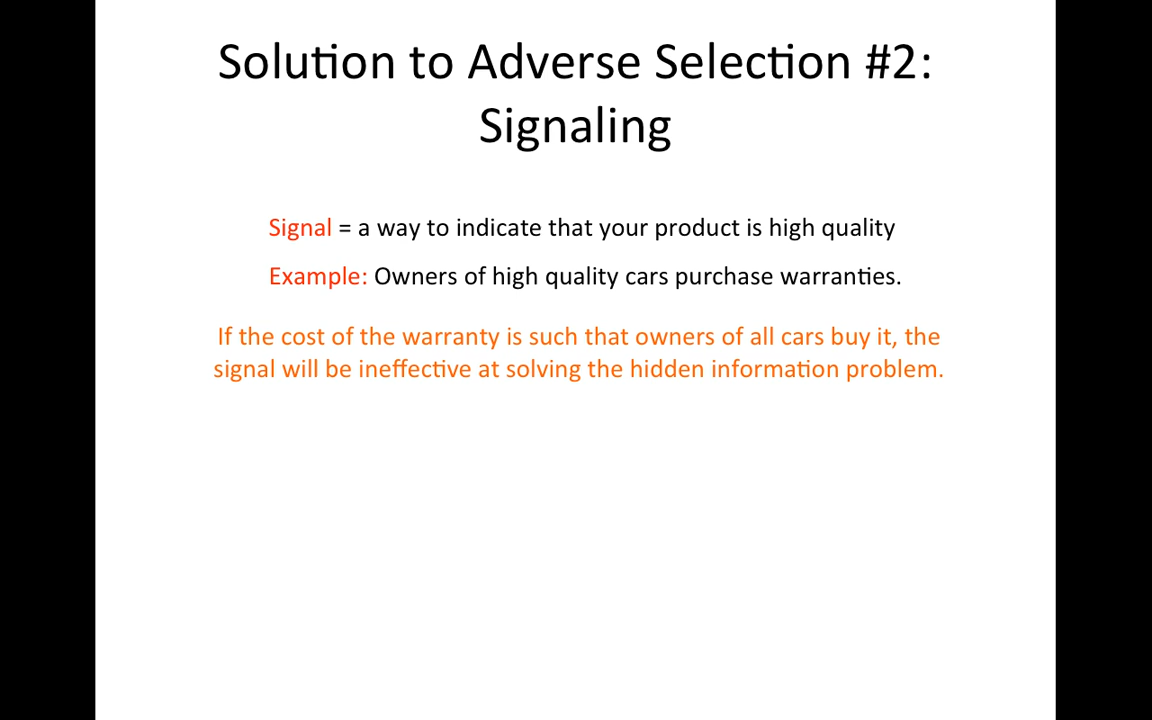 Solution to Adverse Selection #2:
Signaling
Signal = a way to indicate that your product is high quality
Example: Owners of high quality cars purchase warranties.
If the cost of the warranty is such that owners of all cars buy it, the
signal will be ineffective at solving the hidden information problem.